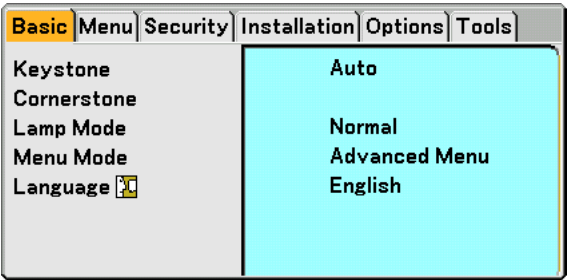 Basic Menu Security Installation Options Tools
Keystone Auto
Cornerstone
Lamp Mode Normal
Menu Mode Advanced Menu
Language English